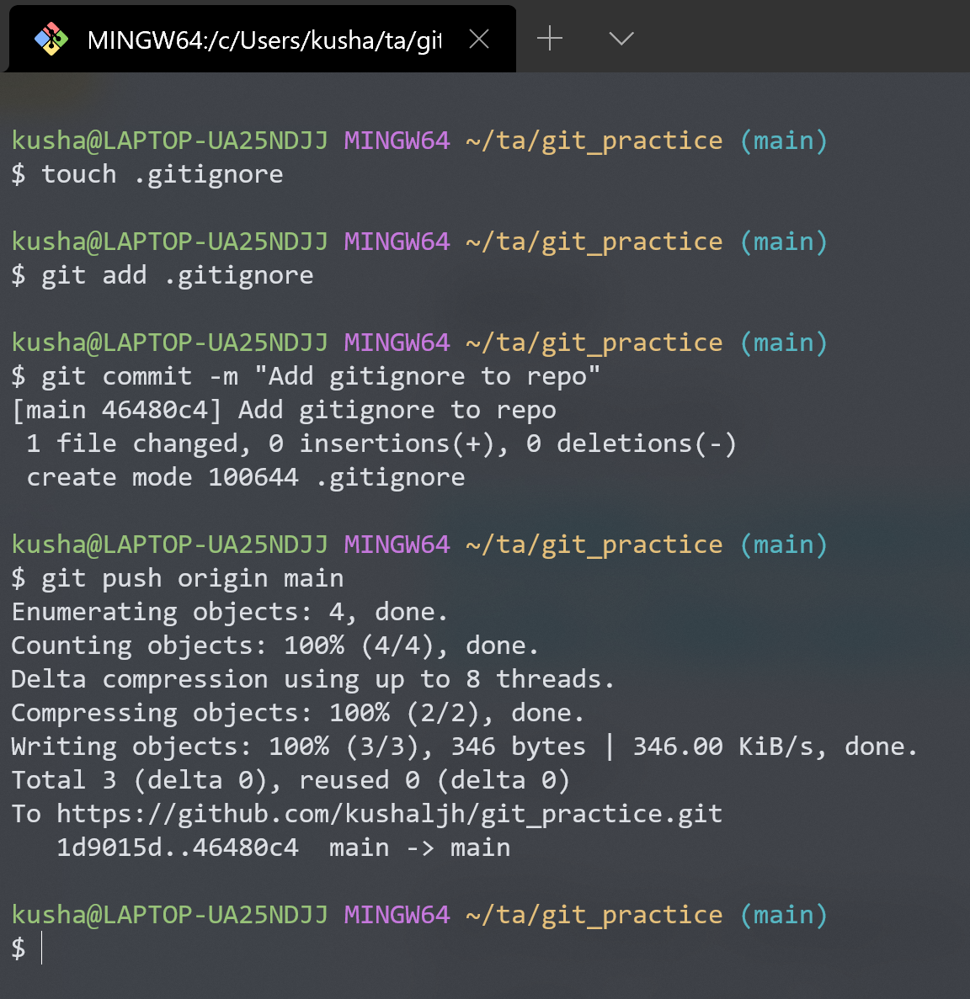 MINGW64:/c/Users/kusha/ta/git
kusha@LAPTOP-UA25NDJJ MINGW64 ~/ta/git_practice (main)
$ touch .gitignore
kusha@LAPTOP-UA25NDJJ MINGW64 ~/ta/git_practice (main)
$ git add .gitignore
kusha@LAPTOP-UA25NDJJ MINGW64 ~/ta/git_practice (main)
$ git commit -m "Add gitignore to repo"
[main 46480c4] Add gitignore to repo
 1 file changed, 0 insertions(+), 0 deletions(-)
 create mode 100644 .gitignore
kusha@LAPTOP-UA25NDJJ MINGW64 ~/ta/git_practice (main)
$ git push origin main
Enumerating objects: 4, done.
Counting objects: 100% (4/4), done.
Delta compression using up to 8 threads.
Compressing objects: 100% (2/2), done.
Writing objects: 100% (3/3), 346 bytes | 346.00 KiB/s, done.
Total 3 (delta 0), reused 0 (delta 0)
To https://github.com/kushaljh/git_practice.git
   1d9015d..46480c4  main -> main
kusha@LAPTOP-UA25NDJJ MINGW64 ~/ta/git_practice (main)
$